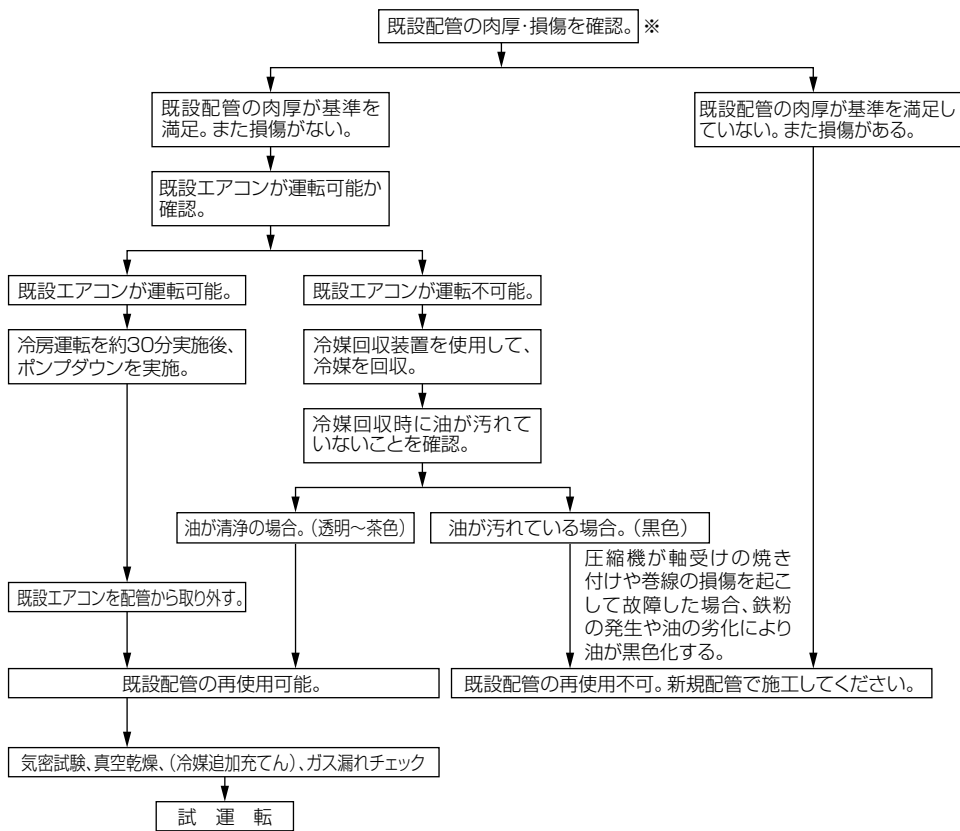 既設配管の肉厚・損傷を確認。 ※
既設配管の肉厚が基準を
満足。また損傷がない。
既設配管の肉厚が基準を満足し
ていない。また損傷がある。
既設エアコンが運転可能か
確認。
既設エアコンが運転可能。
既設エアコンが運転不可能。
冷房運転を約30分実施後、
ポンプダウンを実施。
冷媒回収装置を使用して、
冷媒を回収。
冷媒回収時に油が汚れて
いないことを確認。
油が清浄の場合。(透明〜茶色)
油が汚れている場合。(黒色)
圧縮機が軸受けの焼き
付けや巻線の損傷を起こ
して故障した場合、鉄粉
の発生や油の劣化により
油が黒色化する。
既設エアコンを配管から取り外す。
既設配管の再使用可能。
既設配管の再使用不可。新規配管で施工してください。
気密試験、真空乾燥、(冷媒追加充てん)、ガス漏れチェック
試 運 転